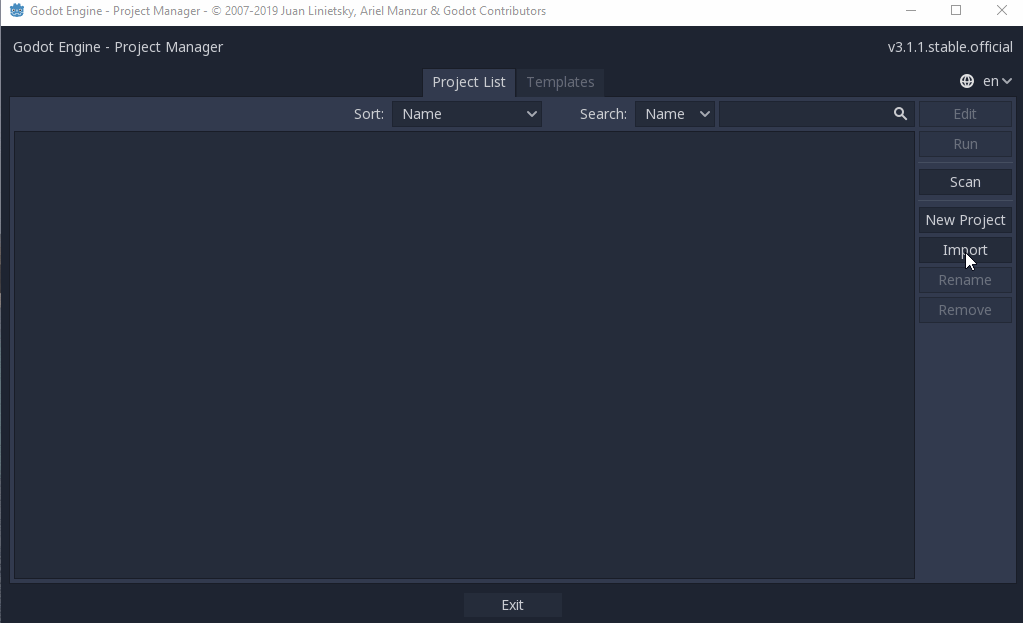 Godot Engine - Project Manager - © 2007-2019 Juan Linietsky, Ariel Manzur & Godot Contributors
Godot Engine - Project Manager
v3.1.1.stable.official
Project List
Templates
en
Sort:
Name
Search:
Name
Edit
Run
Scan
New Project
Import
Rename
Remove
Exit